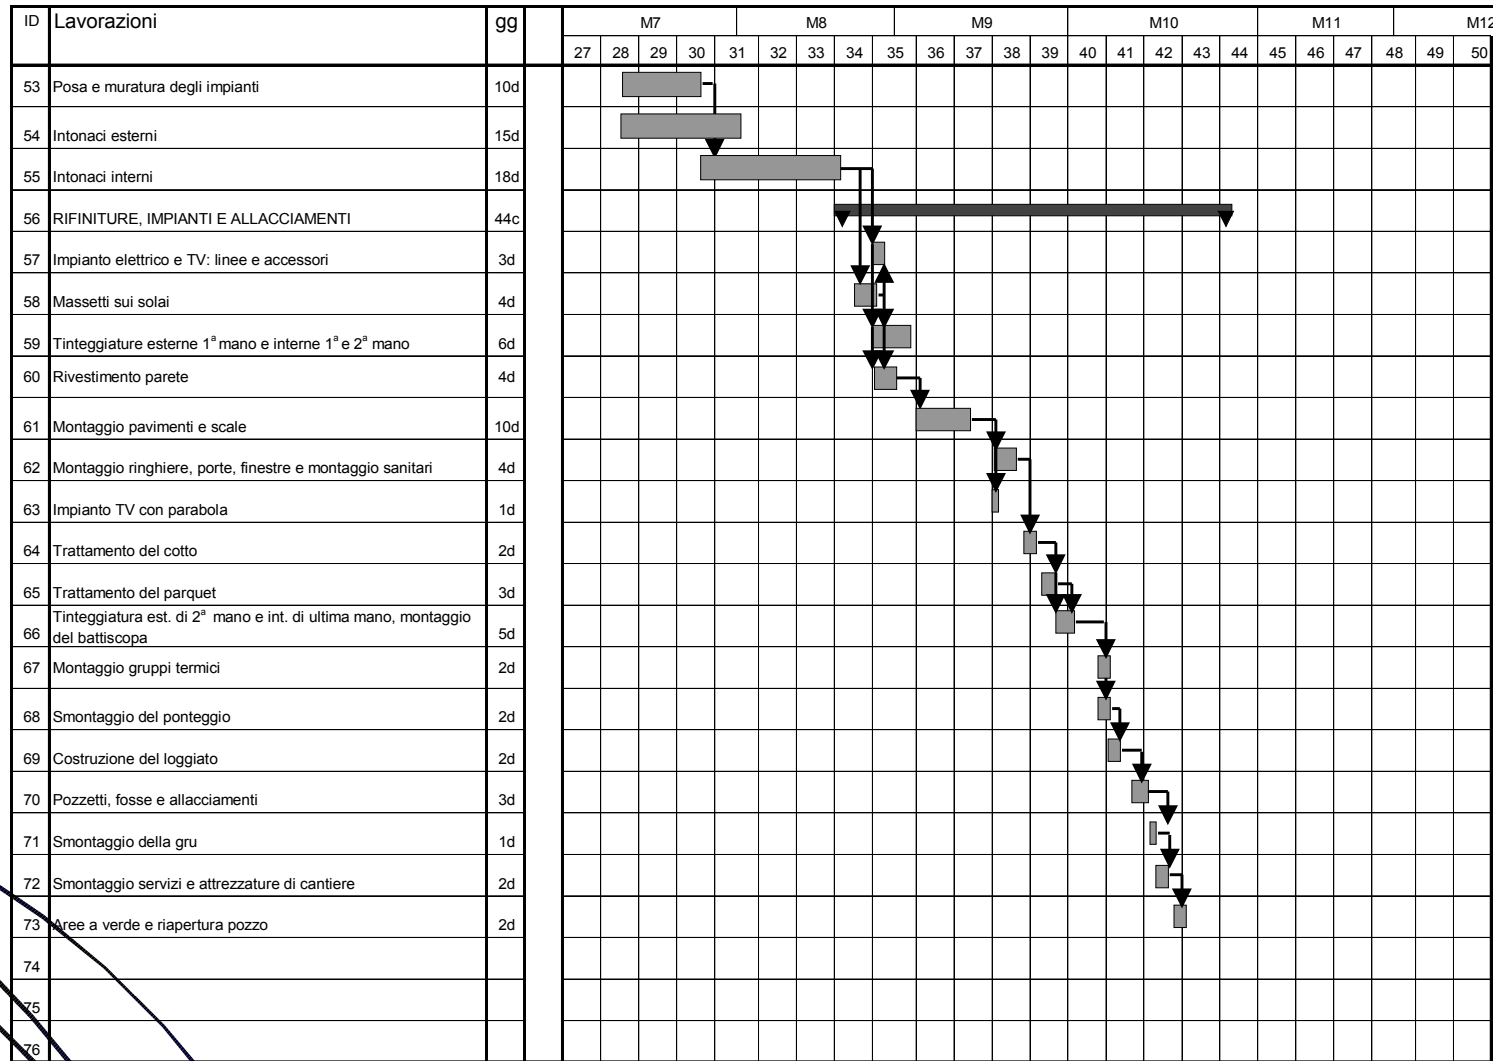 ID Lavorazioni gg M7 M8 M9 M10 M11 M12
27 28 29 30 31 32 33 34 35 36 37 38 39 40 41 42 43 44 45 46 47 48 49 50
53 Posa e muratura degli impianti 10d
54 Intonaci esterni 15d
55 Intonaci interni 18d
56 RIFINITURE, IMPIANTI E ALLACCIAMENTI 44c
57 Impianto elettrico e TV: linee e accessori 3d
58 Massetti sui solai 4d
59 Tinteggiature esterne 1ª mano e interne 1ª e 2ª mano 6d
60 Rivestimento parete 4d
61 Montaggio pavimenti e scale 10d
62 Montaggio ringhiere, porte, finestre e montaggio sanitari 4d
63 Impianto TV con parabola 1d
64 Trattamento del cotto 2d
65 Trattamento del parquet 3d
Tinteggiatura est. di 2ª mano e int. di ultima mano, montaggio
66 del battiscopa 5d
67 Montaggio gruppi termici 2d
68 Smontaggio del ponteggio 2d
69 Costruzione del loggiato 2d
70 Pozzetti, fosse e allacciamenti 3d
71 Smontaggio della gru 1d
72 Smontaggio servizi e attrezzature di cantiere 2d
73 Aree a verde e riapertura pozzo 2d
74
75
76